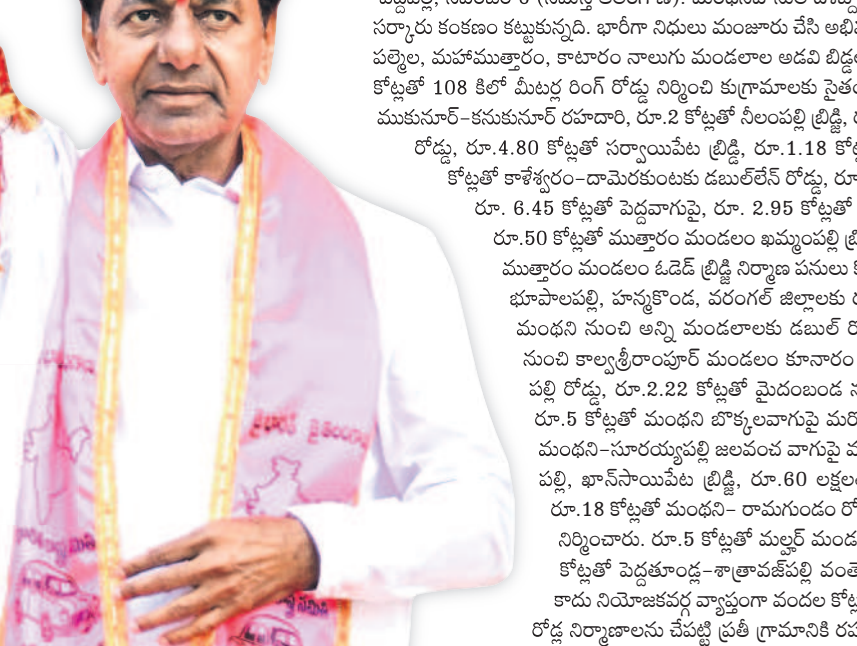 సర్కారు కంకణం కట్టుకున్నది. భారీగా నిధులు మంజూరు చేసి
పల్మెల, మహాముత్తారం, కాటారం నాలుగు మండలాల అడవి
కోట్లతో 108 కిలో మీటర్ల రింగ్ రోడ్డు నిర్మించి కుగ్రామాలకు
ముకునూర్-కనుకునూర్ రహదారి, రూ.2 కోట్లతో నీలంపల్లి బ్రిడ్జి,
రోడ్డు, రూ.4.80 కోట్లతో సర్వాయిపేట బ్రిడ్జి, రూ.1.18
కోట్లతో కాళేశ్వరం-దామెరకుంటకు డబుల్‌లేన్ రోడ్డు,
రూ. 6.45 కోట్లతో పెద్దవాగుపై, రూ. 2.95 కోట్లతో
రూ.50 కోట్లతో ముత్తారం మండలం ఖమ్మంపల్లి
ముత్తారం మండలం ఓడెడ్ బ్రిడ్జి నిర్మాణ పనులు
భూపాలపల్లి, హన్మకొండ, వరంగల్ జిల్లాలకు
మంథని నుంచి అన్ని మండలాలకు డబుల్
నుంచి కాల్వశ్రీరాంపూర్ మండలం కూనారం
పల్లి రోడ్డు, రూ.2.22 కోట్లతో మైదంబండ
రూ.5 కోట్లతో మంథని బొక్కలవాగుపై
మంథని-సూరయ్యపల్లి జలవంచ వాగుపై
పల్లి, ఖాన్‌సాయిపేట బ్రిడ్జి, రూ.60
రూ.18 కోట్లతో మంథని- రామగుండం
నిర్మించారు. రూ.5 కోట్లతో మల్హర్
కోట్లతో పెద్దతూండ్ల-శాత్రావజ్‌పల్లి
కాదు నియోజకవర్గ వ్యాప్తంగా వందల
రోడ్ల నిర్మాణాలను చేపట్టి ప్రతీ గ్రామానికి